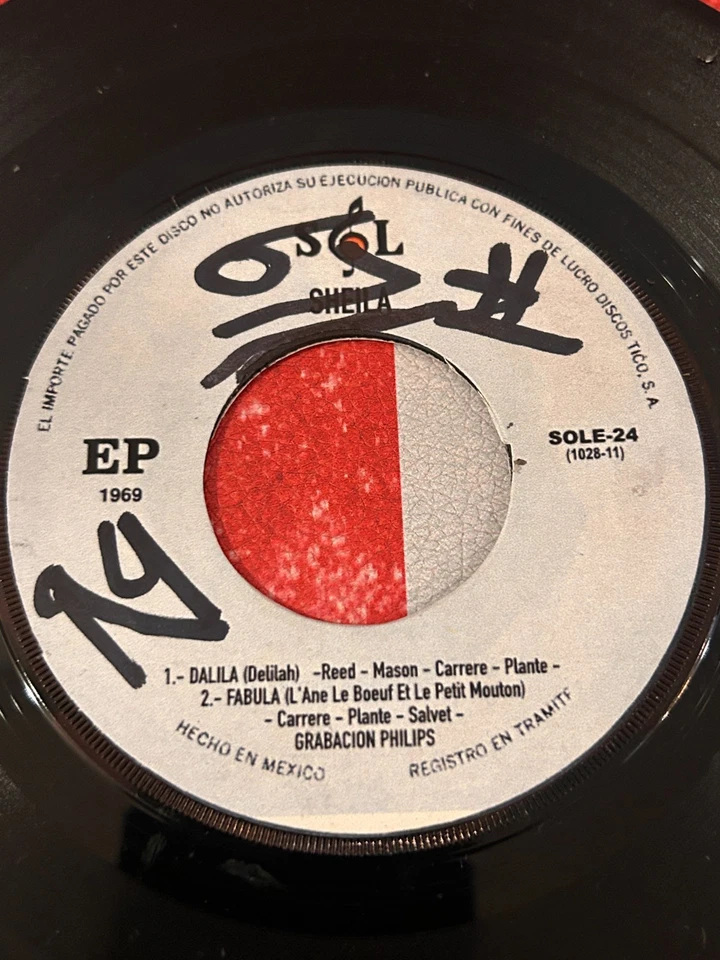 EL IMPORTE PAGADO POR ESTE DISCO NO AUTORIZA SU EJECUCION PUBLICA CON FINES DE LUCRO DISCOS TICO, S. A.
SOL
SHEILA
EP
1969
SOLE-24
(1028-11)
1.- DALILA (Delilah) -Reed - Mason - Carrere - Plante -
2.- FABULA (L'Ane Le Boeuf Et Le Petit Mouton)
- Carrere - Plante - Salvet -
GRABACION PHILIPS
HECHO EN MEXICO
REGISTRO EN TRAMITE